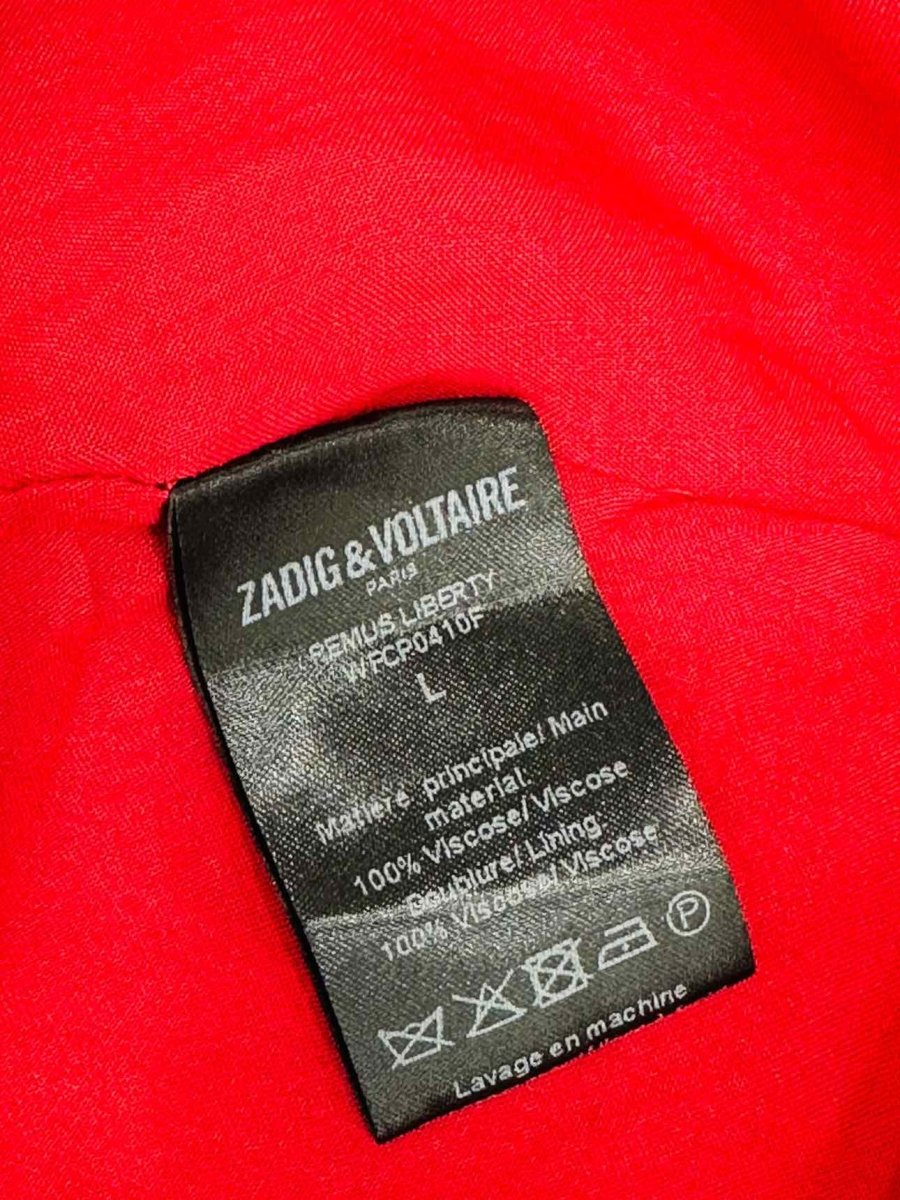 ZADIG&VOLTAIRE
PARIS
REMUS LIBERTY
WFCP0410F
L
Matière principale/ Main
material:
100% Viscose/ Viscose
Doublure/ Lining:
100% Viscose/ Viscose
P
Lavage en machine